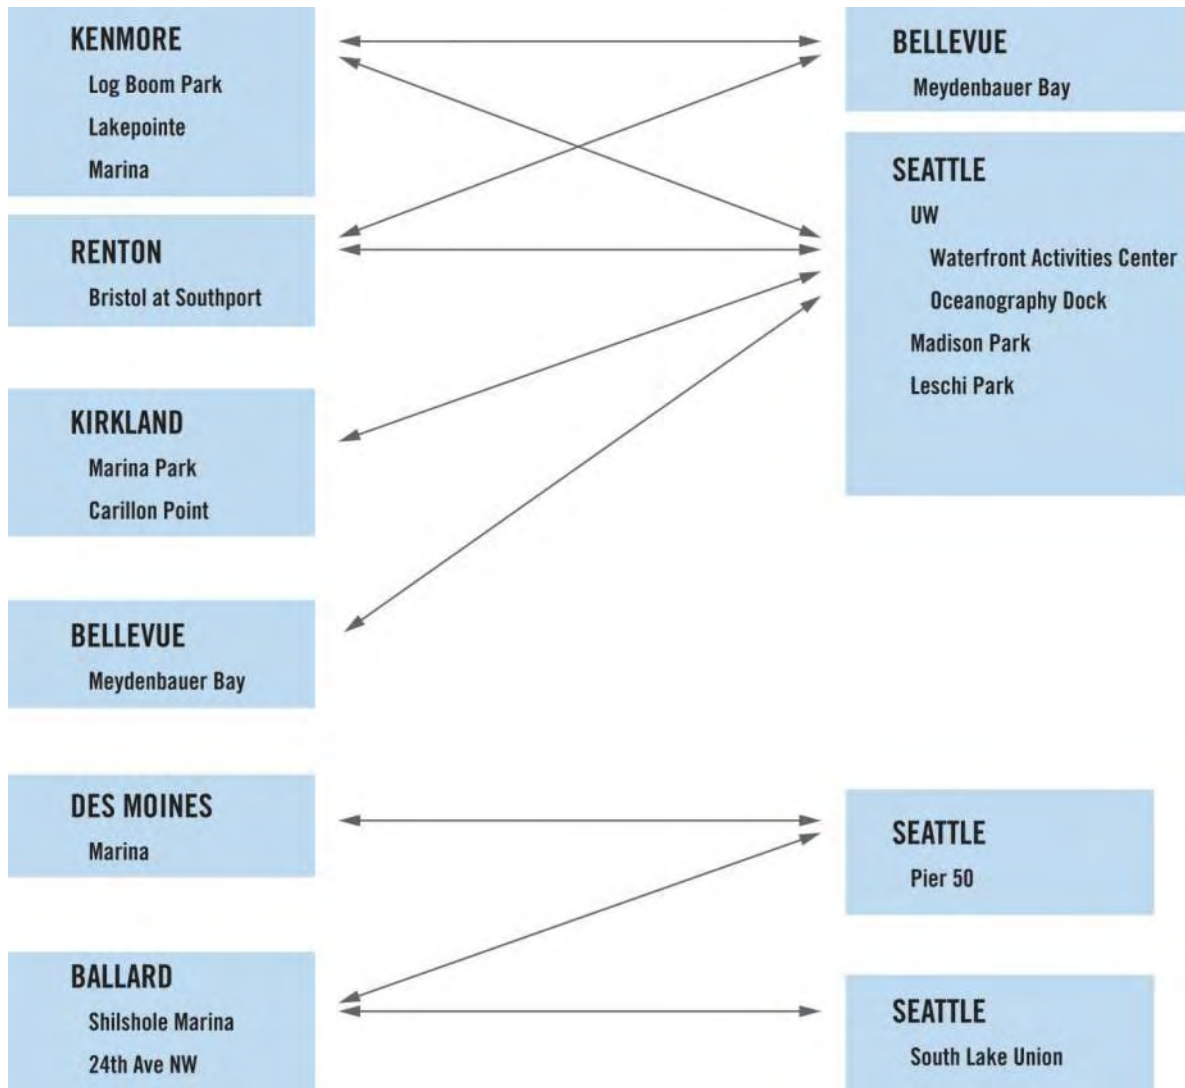 KENMORE
Log Boom Park
Lakepointe
Marina
RENTON
Bristol at Southport
KIRKLAND
Marina Park
Carillon Point
BELLEVUE
Meydenbauer Bay
DES MOINES
Marina
BALLARD
Shilshole Marina
24th Ave NW
BELLEVUE
Meydenbauer Bay
SEATTLE
UW
Waterfront Activities Center
Oceanography Dock
Madison Park
Leschi Park
SEATTLE
Pier 50
SEATTLE
South Lake Union